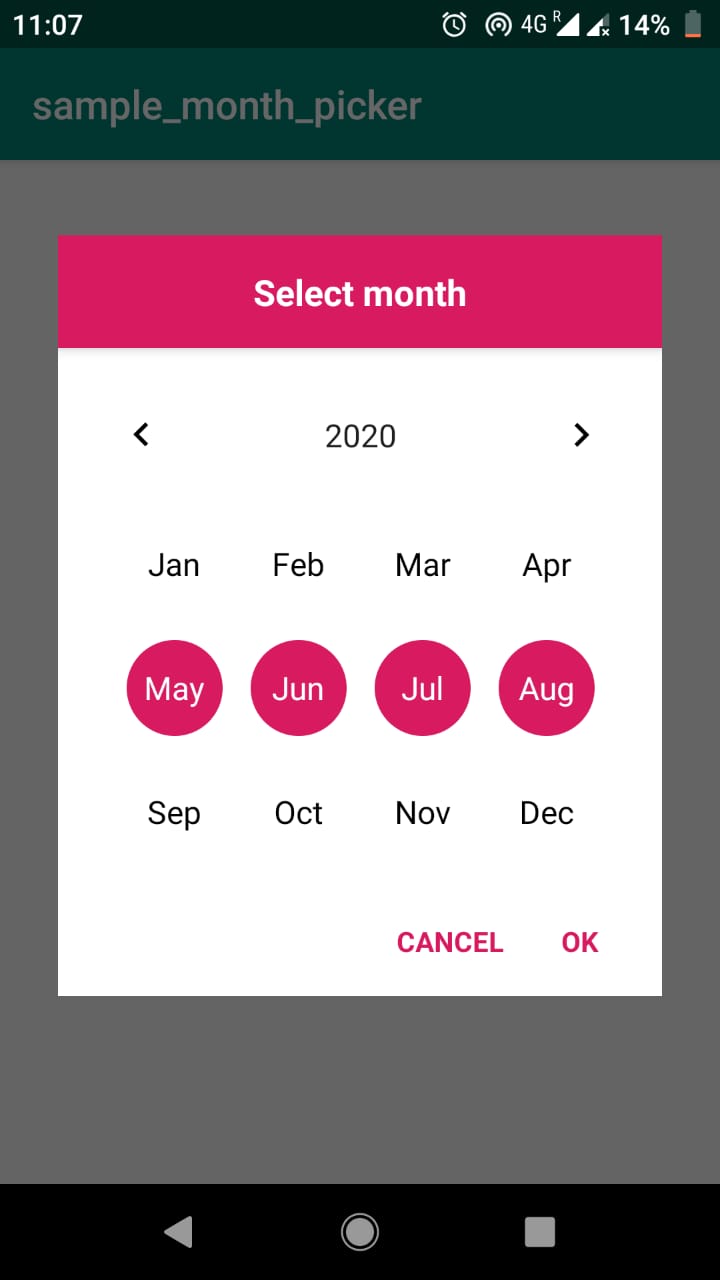 11:07 4G R 14%
sample_month_picker
Select month
2020
Jan Feb Mar Apr
May Jun Jul Aug
Sep Oct Nov Dec
CANCEL OK